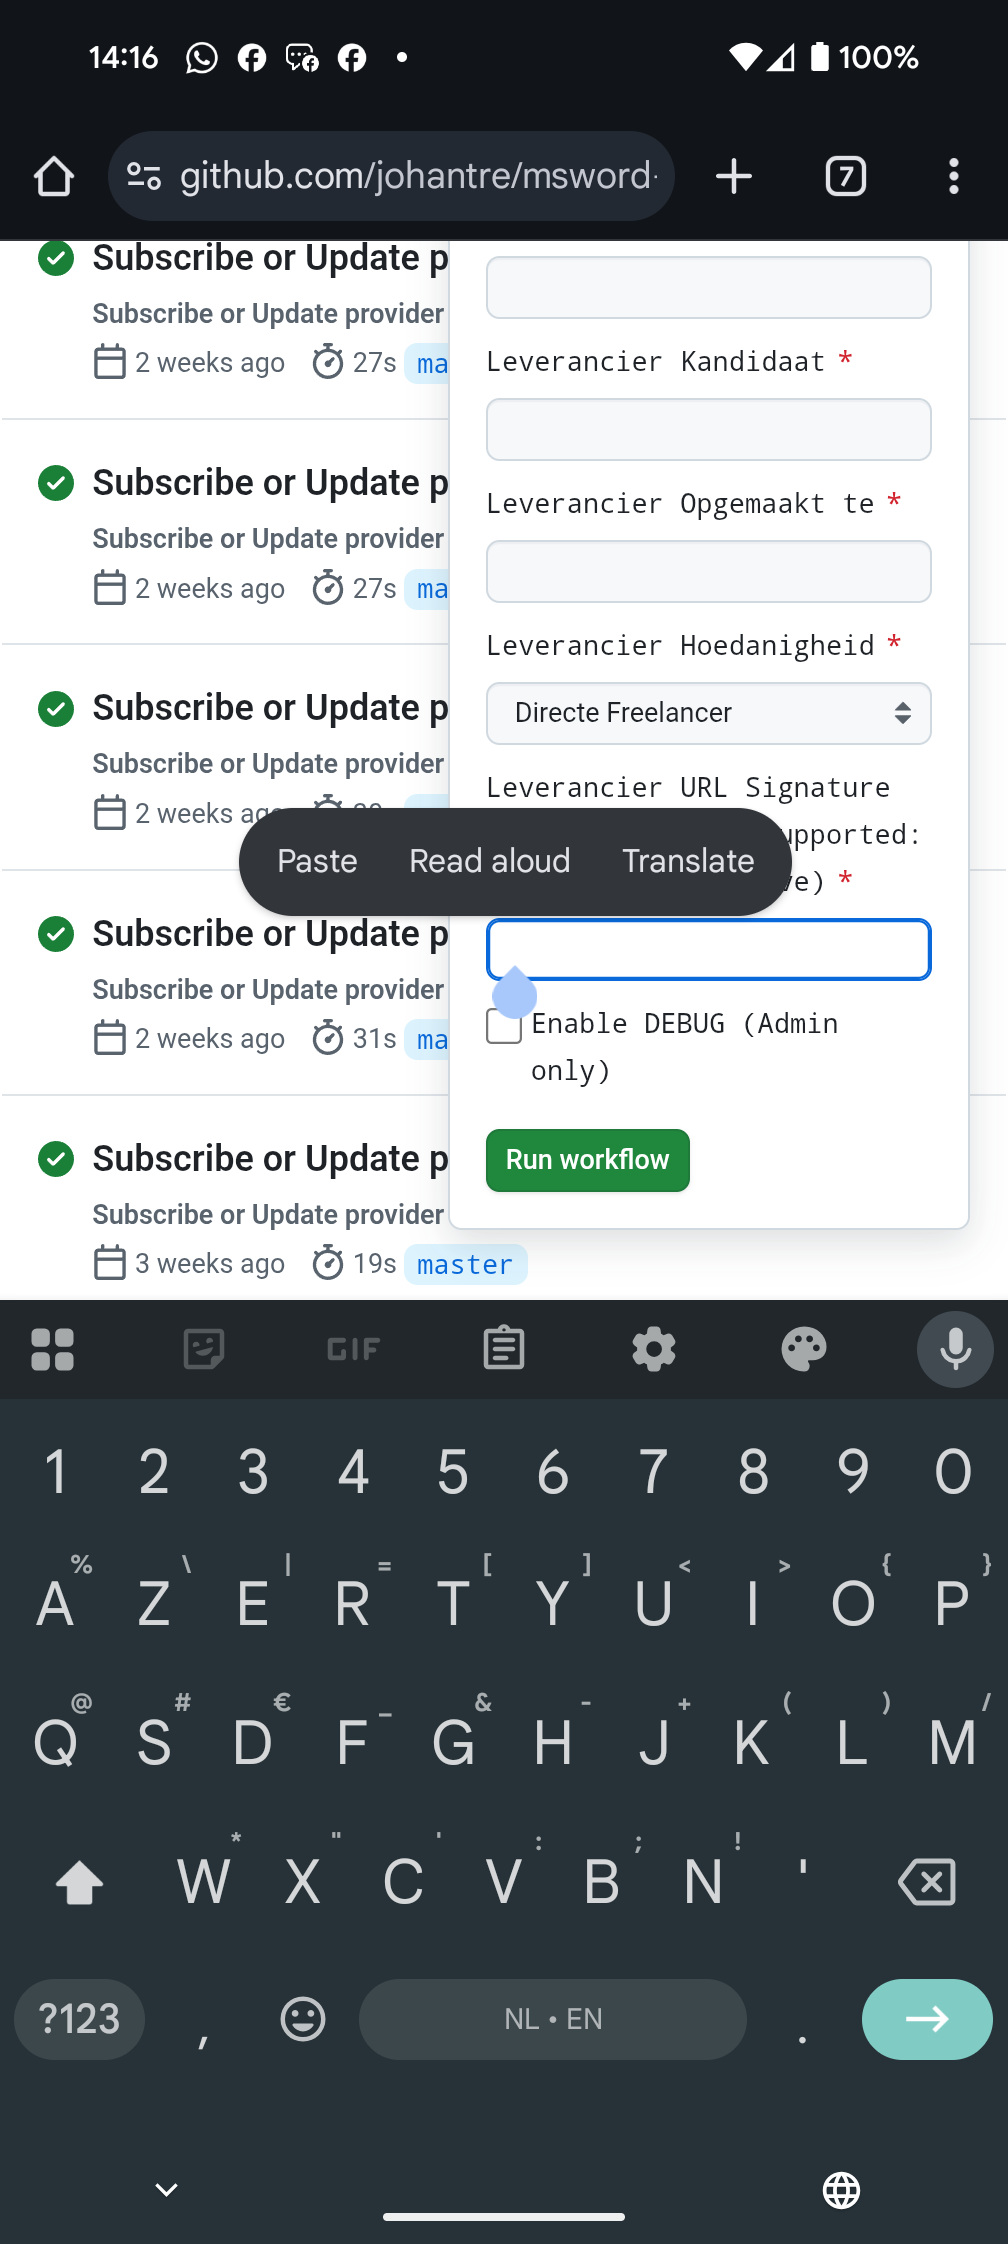 14:16
100%
github.com/johantre/msword
7
Subscribe or Update p
Subscribe or Update provider
2 weeks ago 27s ma
Leverancier Kandidaat *
Subscribe or Update p
Leverancier Opgemaakt te *
Subscribe or Update provider
2 weeks ago 27s ma
Leverancier Hoedanigheid *
Subscribe or Update p
Directe Freelancer
Subscribe or Update provider
Leverancier URL Signature
2 weeks ago
upported:
ve) *
Paste Read aloud Translate
Subscribe or Update p
Subscribe or Update provider
2 weeks ago 31s ma
Enable DEBUG (Admin
only)
Subscribe or Update p
Run workflow
Subscribe or Update provider
3 weeks ago 19s master
GIF
1 2 3 4 5 6 7 8 9 0
% \ | = [ ] < > { }
A Z E R T Y U I O P
@ # € _ & - + ( ) /
Q S D F G H J K L M
* " ' : ; !
W X C V B N '
?123 , NL • EN .